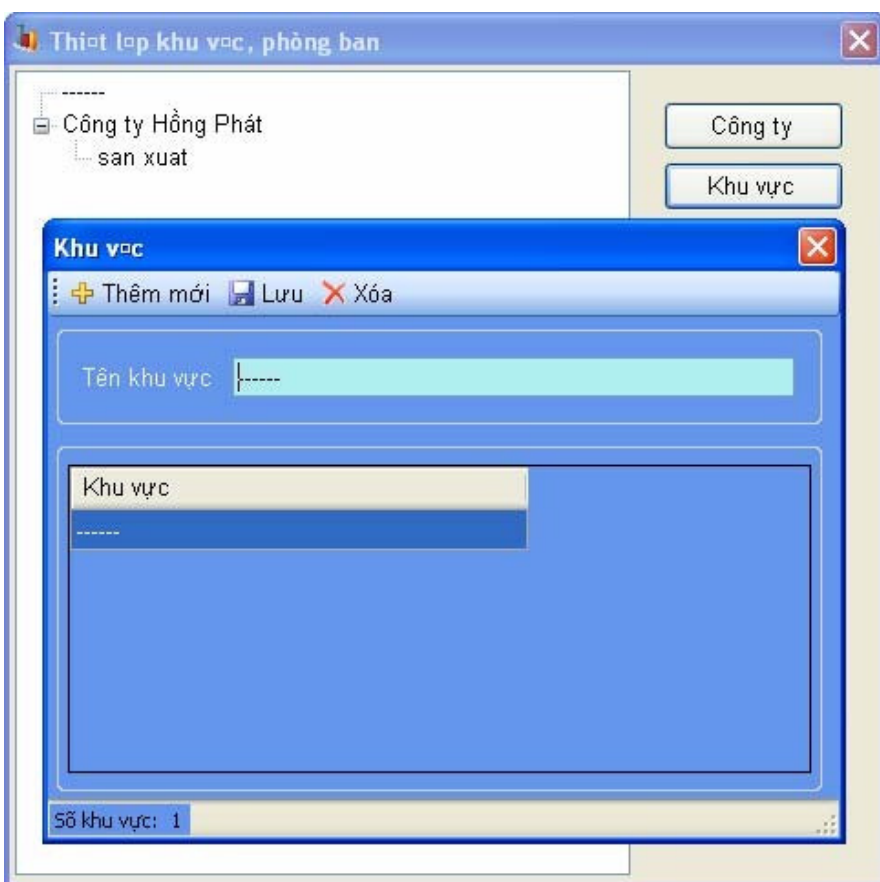 Thi¤t l¤p khu v¤c, phòng ban
------
Công ty Hồng Phát
san xuat
Công ty
Khu vực
Khu v¤c
Thêm mới Lưu Xóa
Tên khu vực ------
Khu vực
------
Số khu vực: 1